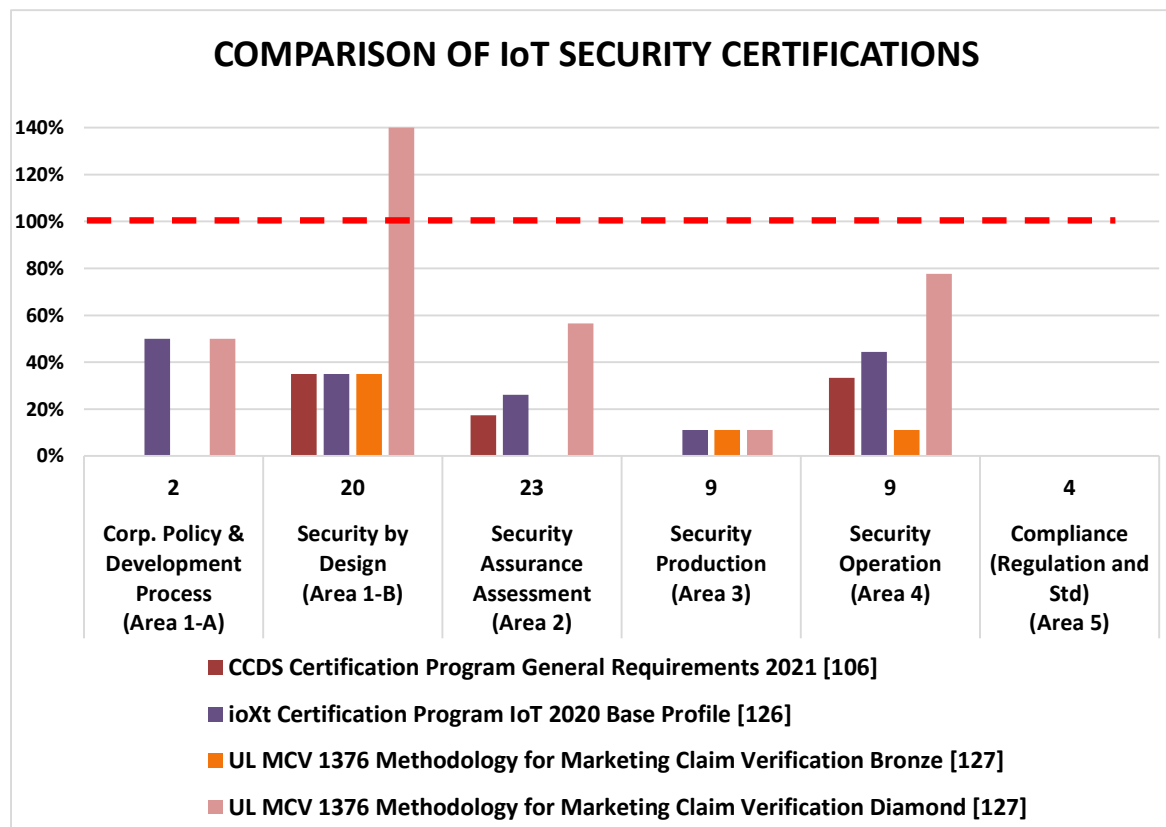 COMPARISON OF IoT SECURITY CERTIFICATIONS
140%
120%
100%
80%
60%
40%
20%
0%
2
20
23
9
9
4
Corp. Policy &
Development
Process
(Area 1-A)
Security by
Design
(Area 1-B)
Security
Assurance
Assessment
(Area 2)
Security
Production
(Area 3)
Security
Operation
(Area 4)
Compliance
(Regulation and
Std)
(Area 5)
CCDS Certification Program General Requirements 2021 [106]
ioXt Certification Program IoT 2020 Base Profile [126]
UL MCV 1376 Methodology for Marketing Claim Verification Bronze [127]
UL MCV 1376 Methodology for Marketing Claim Verification Diamond [127]